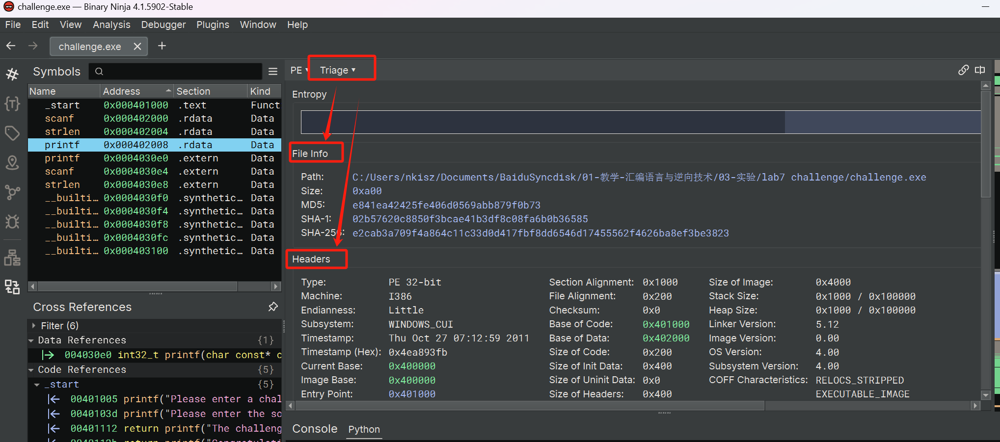 challenge.exe — Binary Ninja 4.1.5902-Stable
File Edit View Analysis Debugger Plugins Window Help
challenge.exe
Symbols
Name Address Section Kind
_start 0x000401000 .text Funct
scanf 0x000402000 .rdata Data
strlen 0x000402004 .rdata Data
printf 0x000402008 .rdata Data
printf 0x0004030e0 .extern Data
scanf 0x0004030e4 .extern Data
strlen 0x0004030e8 .extern Data
__builti… 0x0004030f0 .synthetic… Data
__builti… 0x0004030f4 .synthetic… Data
__builti… 0x0004030f8 .synthetic… Data
__builti… 0x0004030fc .synthetic… Data
__builti… 0x000403100 .synthetic… Data
Cross References
Filter (6)
Data References {1}
004030e0 int32_t printf(char const* c
Code References {5}
_start {5}
00401005 printf("Please enter a chal
0040103d printf("Please enter the so
00401112 return printf("The challeng
PE Triage
Entropy
File Info
Path: C:/Users/nkisz/Documents/BaiduSyncdisk/01-教学-汇编语言与逆向技术/03-实验/lab7 challenge/challenge.exe
Size: 0xa00
MD5: e841ea42425fe406d0569abb879f0b73
SHA-1: 02b57620c8850f3bcae41b3df8c08fa6b0b36585
SHA-256: e2cab3a709f4a864c11c33d0d417fbf8dd6546d17455562f4626ba8ef3be3823
Headers
Type: PE 32-bit Section Alignment: 0x1000 Size of Image: 0x4000
Machine: I386 File Alignment: 0x200 Stack Size: 0x1000 / 0x100000
Endianness: Little Checksum: 0x0 Heap Size: 0x1000 / 0x100000
Subsystem: WINDOWS_CUI Base of Code: 0x401000 Linker Version: 5.12
Timestamp: Thu Oct 27 07:12:59 2011 Base of Data: 0x402000 Image Version: 0.00
Timestamp (Hex): 0x4ea893fb Size of Code: 0x200 OS Version: 4.00
Current Base: 0x400000 Size of Init Data: 0x400 Subsystem Version: 4.00
Image Base: 0x400000 Size of Uninit Data: 0x0 COFF Characteristics: RELOCS_STRIPPED
Entry Point: 0x401000 Size of Headers: 0x400 EXECUTABLE_IMAGE
Console Python